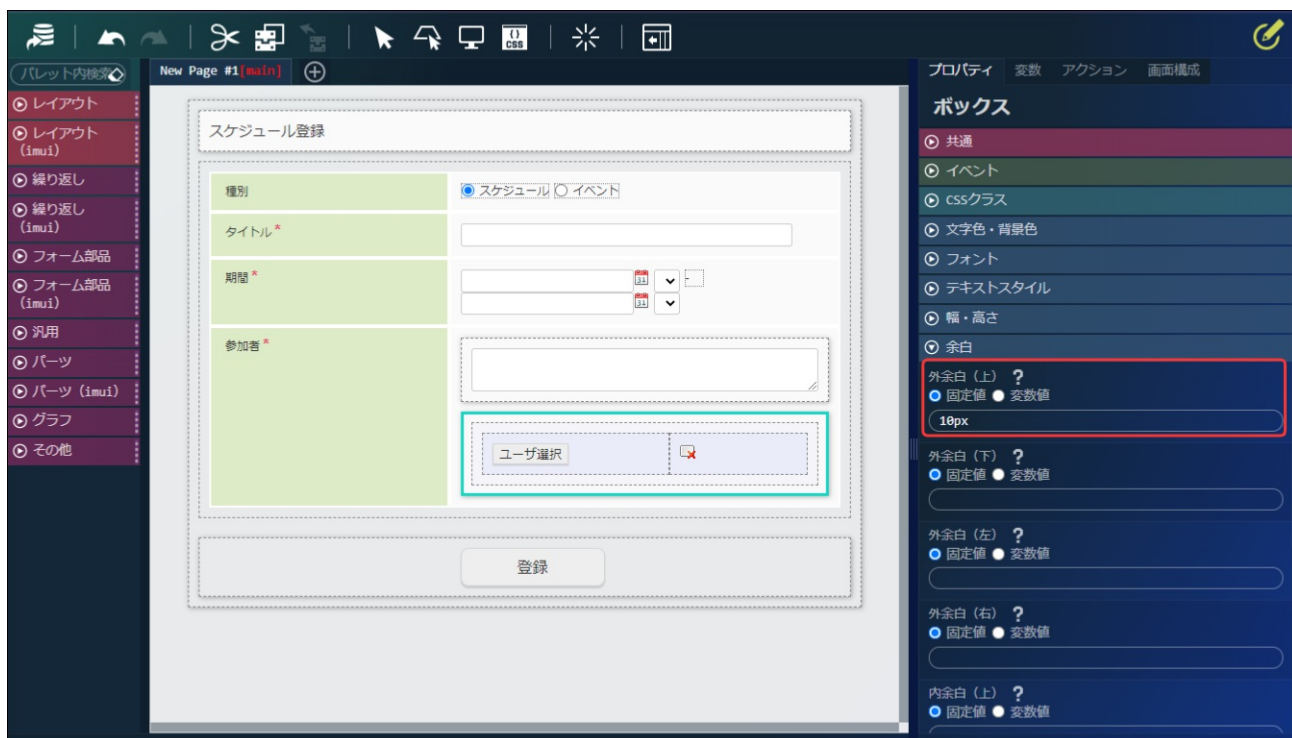 {} CSS
パレット内検索
レイアウト
レイアウト
(imui)
繰り返し
繰り返し
(imui)
フォーム部品
フォーム部品
(imui)
汎用
パーツ
パーツ (imui)
グラフ
その他
New Page #1[main]
スケジュール登録
種別
スケジュール イベント
タイトル*
期間*
31
-
31
参加者*
ユーザ選択
登録
プロパティ 変数 アクション 画面構成
ボックス
共通
イベント
CSSクラス
文字色・背景色
フォント
テキストスタイル
幅・高さ
余白
外余白 (上) ?
固定値 変数値
10px
外余白 (下) ?
固定値 変数値
外余白 (左) ?
固定値 変数値
外余白 (右) ?
固定値 変数値
内余白 (上) ?
固定値 変数値